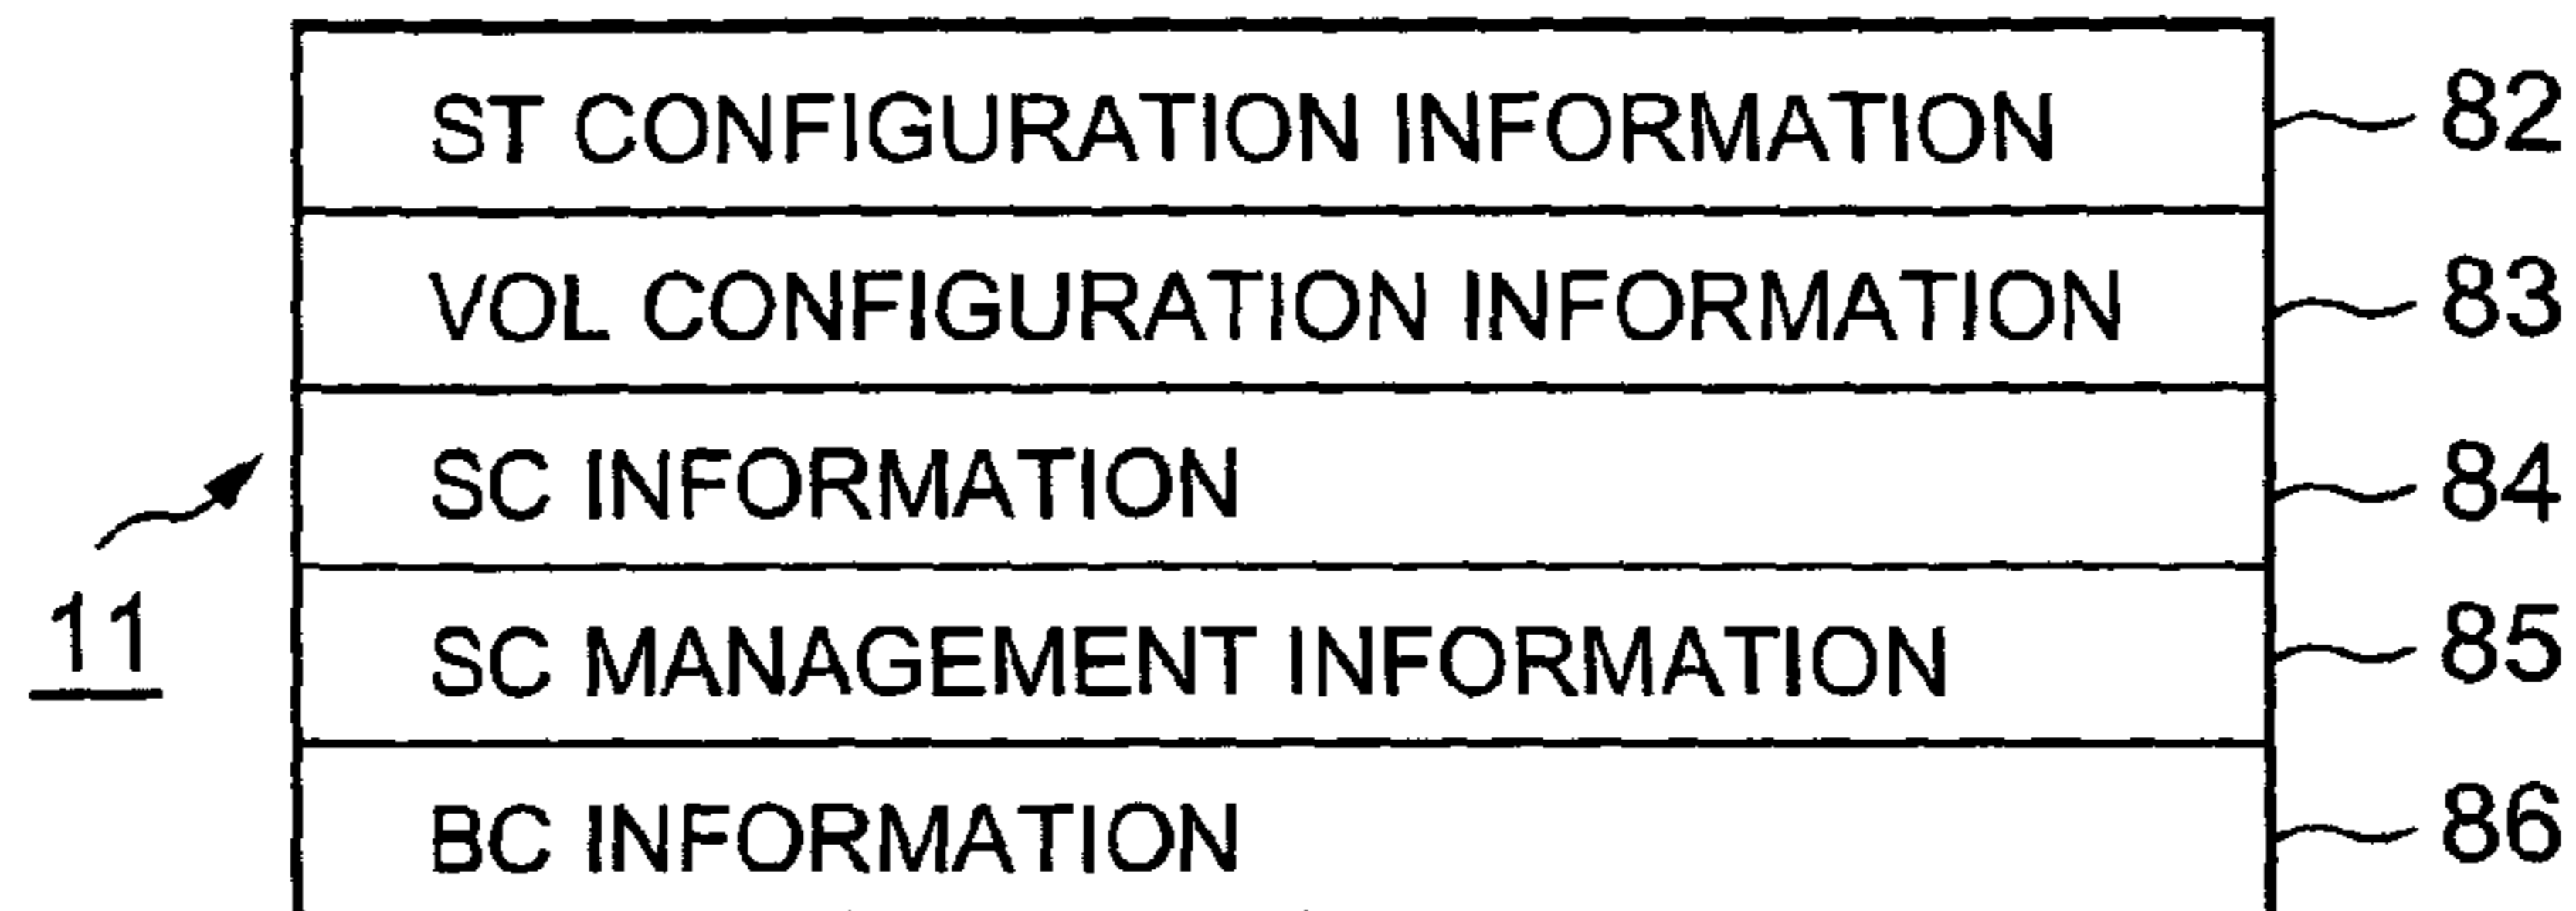 ST CONFIGURATION INFORMATION 82
VOL CONFIGURATION INFORMATION 83
SC INFORMATION 84
11
SC MANAGEMENT INFORMATION 85
BC INFORMATION 86